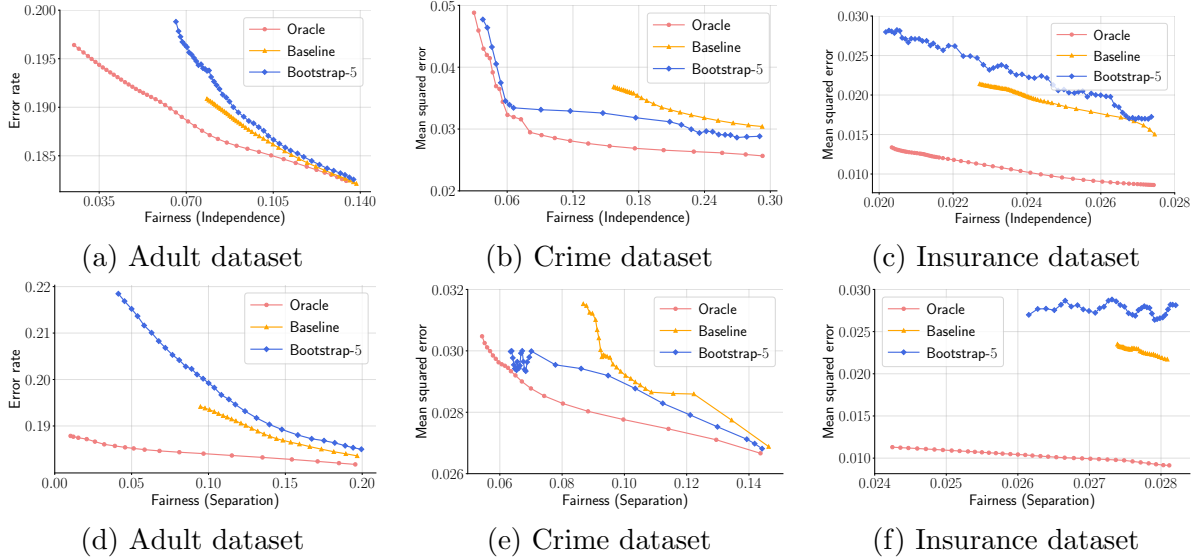 0.200
0.195
0.190
0.185
Error rate
Oracle
Baseline
Bootstrap-5
0.035
0.070
0.105
0.140
Fairness (Independence)
(a) Adult dataset
0.05
0.04
0.03
0.02
Mean squared error
Oracle
Baseline
Bootstrap-5
0.06
0.12
0.18
0.24
0.30
Fairness (Independence)
(b) Crime dataset
0.030
0.025
0.020
0.015
0.010
Mean squared error
Oracle
Baseline
Bootstrap-5
0.020
0.022
0.024
0.026
0.028
Fairness (Independence)
(c) Insurance dataset
0.22
0.21
0.20
0.19
Error rate
Oracle
Baseline
Bootstrap-5
0.00
0.05
0.10
0.15
0.20
Fairness (Separation)
(d) Adult dataset
0.032
0.030
0.028
0.026
Mean squared error
Oracle
Baseline
Bootstrap-5
0.06
0.08
0.10
0.12
0.14
Fairness (Separation)
(e) Crime dataset
0.030
0.025
0.020
0.015
0.010
Mean squared error
Oracle
Baseline
Bootstrap-5
0.024
0.025
0.026
0.027
0.028
Fairness (Separation)
(f) Insurance dataset